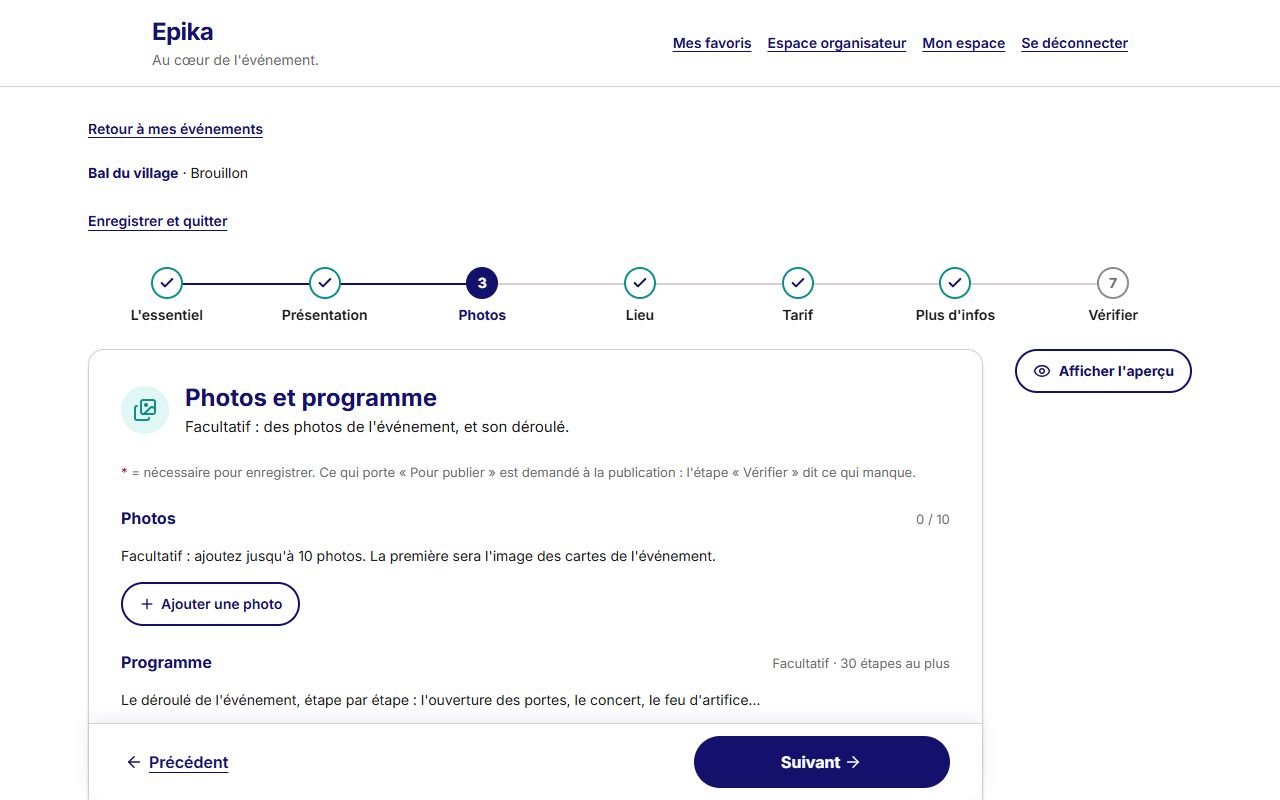 Epika
Au cœur de l'événement.
Mes favoris
Espace organisateur
Mon espace
Se déconnecter
Retour à mes événements
Bal du village · Brouillon
Enregistrer et quitter
3
7
L'essentiel
Présentation
Photos
Lieu
Tarif
Plus d'infos
Vérifier
Afficher l'aperçu
Photos et programme
Facultatif : des photos de l'événement, et son déroulé.
* = nécessaire pour enregistrer. Ce qui porte « Pour publier » est demandé à la publication : l'étape « Vérifier » dit ce qui manque.
Photos
0 / 10
Facultatif : ajoutez jusqu'à 10 photos. La première sera l'image des cartes de l'événement.
Ajouter une photo
Programme
Facultatif · 30 étapes au plus
Le déroulé de l'événement, étape par étape : l'ouverture des portes, le concert, le feu d'artifice…
← Précédent
Suivant →